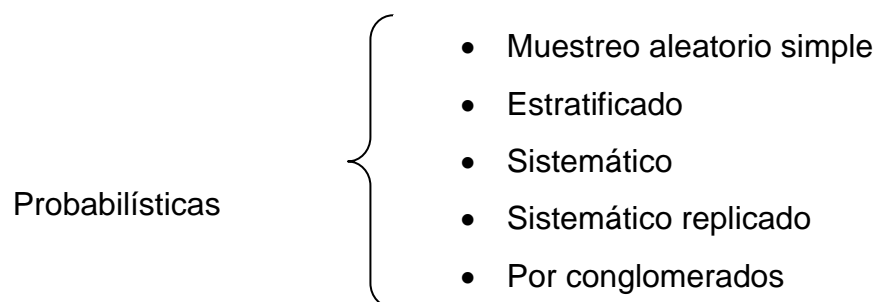 Probabilísticas
• Muestreo aleatorio simple
• Estratificado
• Sistemático
• Sistemático replicado
• Por conglomerados